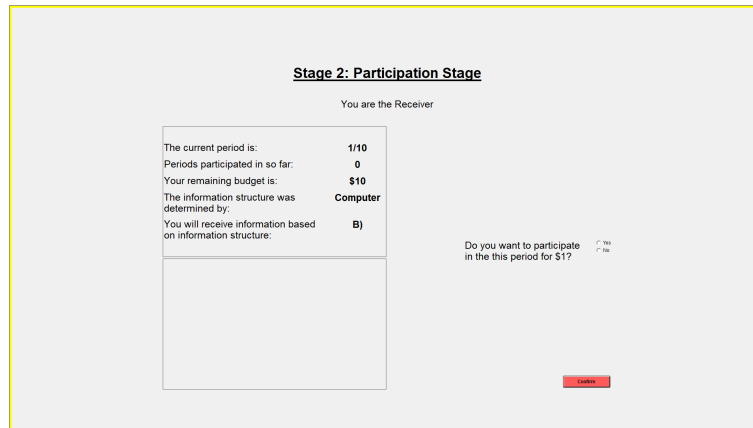 Stage 2: Participation Stage
You are the Receiver
The current period is: 1/10
Periods participated in so far: 0
Your remaining budget is: $10
The information structure was Computer
determined by:
You will receive information based B)
on information structure:
Do you want to participate Yes
in the this period for $1? No
Confirm